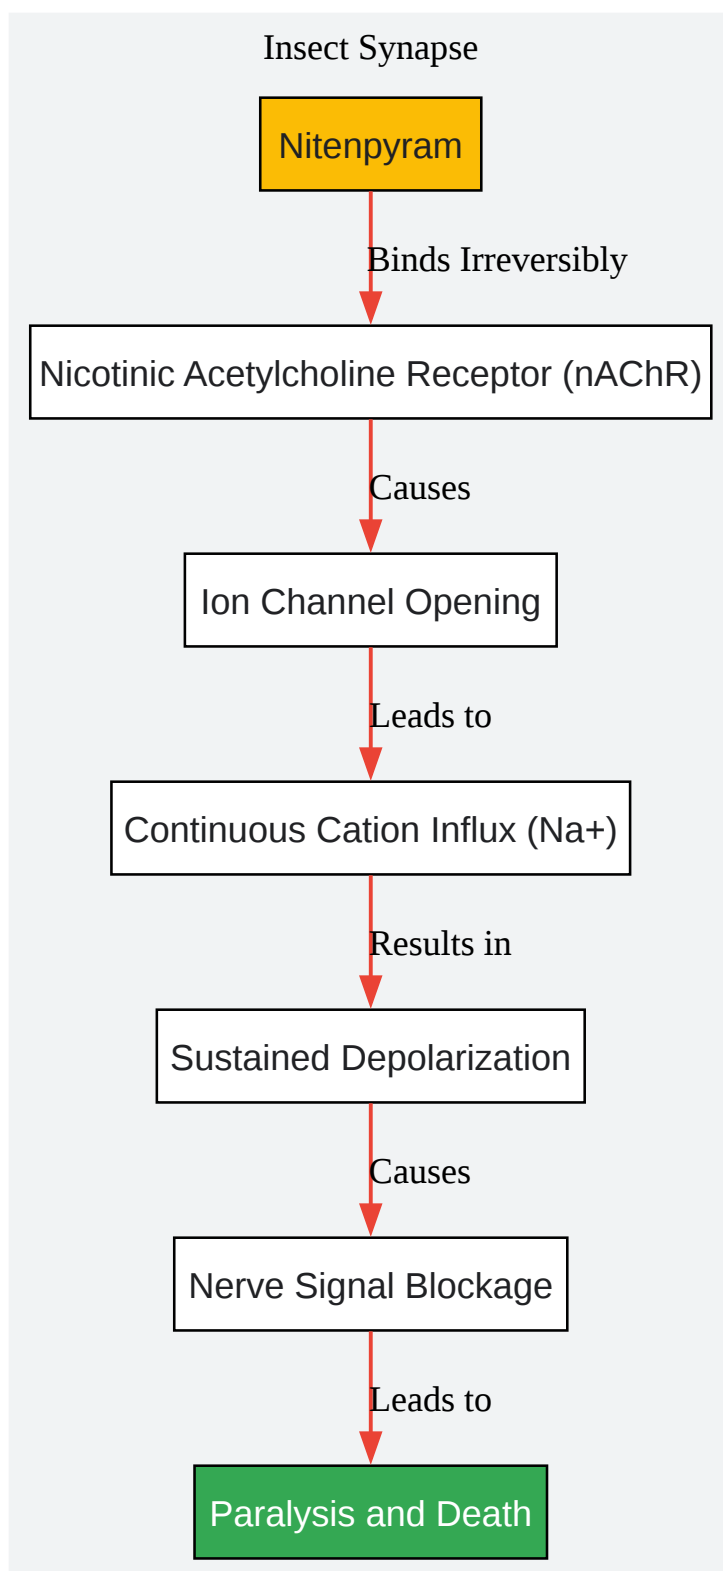 Insect Synapse
Nitenpyram
Binds Irreversibly
Nicotinic Acetylcholine Receptor (nAChR)
Causes
Ion Channel Opening
Leads to
Continuous Cation Influx (Na+)
Results in
Sustained Depolarization
Causes
Nerve Signal Blockage
Leads to
Paralysis and Death